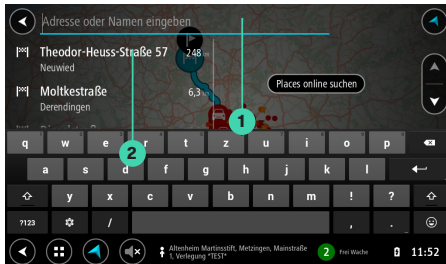 Adresse oder Namen eingeben
Theodor-Heuss-Straße 57 248 km
Neuwied
Moltkestraße 6,3
Derendingen
Places online suchen
1
2
q w e r t z u i o p
a s d f g h j k l
y x c v b n m ! ?
?123 / , .
Altenheim Martinsstift, Metzingen, Mainstraße
1, Verlegung *TEST*
2 Frei Wache 11:52